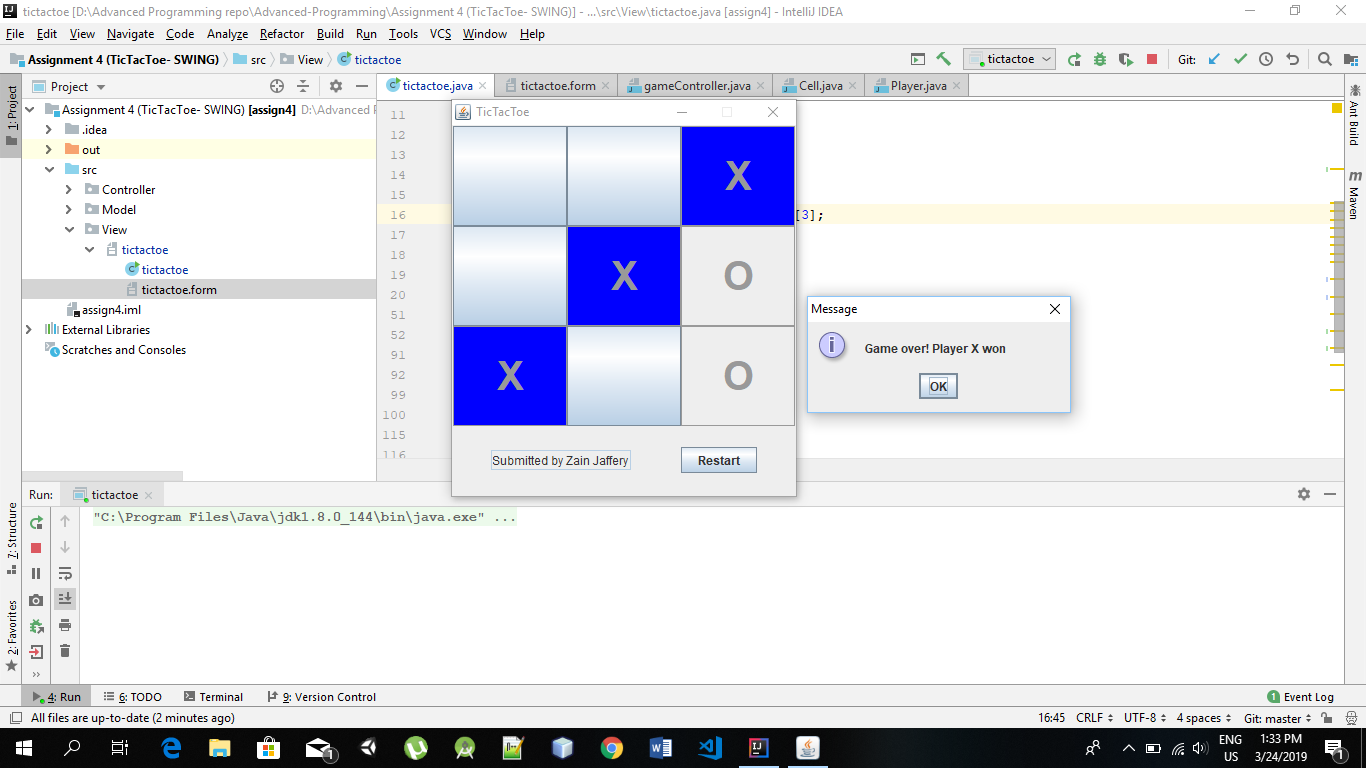 tictactoe [D:\Advanced Programming repo\Advanced-Programming\Assignment 4 (TicTacToe- SWING)] - ...\src\View\tictactoe.java [assign4] - IntelliJ IDEA
File Edit View Navigate Code Analyze Refactor Build Run Tools VCS Window Help
Assignment 4 (TicTacToe- SWING) src View tictactoe
tictactoe
Git:
1: Project
Project
tictactoe.java tictactoe.form gameController.java Cell.java Player.java
Assignment 4 (TicTacToe- SWING) [assign4] D:\Advanced
.idea
out
src
Controller
Model
View
tictactoe
tictactoe
tictactoe.form
assign4.iml
External Libraries
Scratches and Consoles
11
12
13
14
15
16 [3];
17
18
19
20
51
52
91
92
99
100
115
116
TicTacToe
X
X O
X O
Submitted by Zain Jaffery
Restart
Message
Game over! Player X won
OK
Ant Build
m Maven
Run: tictactoe
"C:\Program Files\Java\jdk1.8.0_144\bin\java.exe" ...
7: Structure
2: Favorites
4: Run 6: TODO Terminal 9: Version Control
1 Event Log
All files are up-to-date (2 minutes ago)
16:45 CRLF UTF-8 4 spaces Git: master
1
ENG
US
1:33 PM
3/24/2019
1